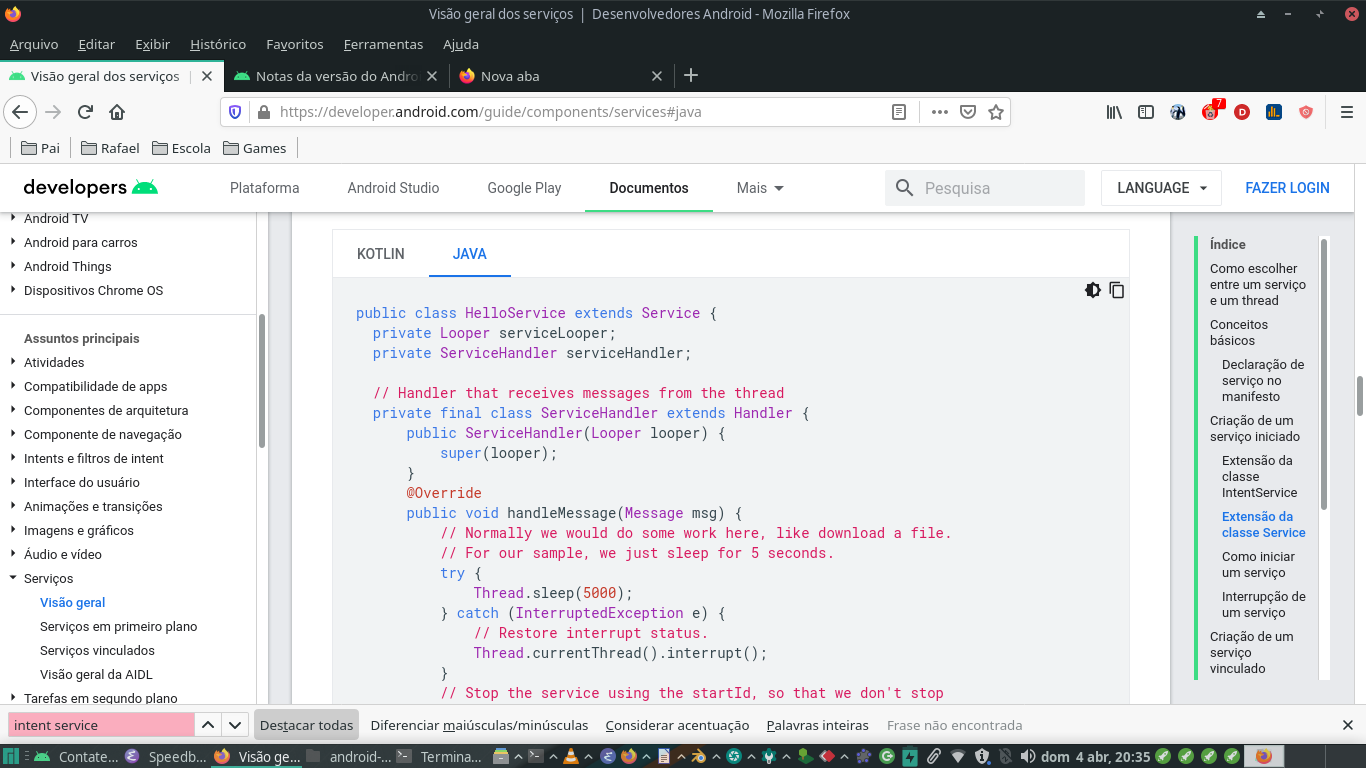 Visão geral dos serviços | Desenvolvedores Android - Mozilla Firefox
Arquivo Editar Exibir Histórico Favoritos Ferramentas Ajuda
Visão geral dos serviços | Notas da versão do Andro Nova aba
https://developer.android.com/guide/components/services#java
7
Pai Rafael Escola Games
developers Plataforma Android Studio Google Play Documentos Mais Pesquisa LANGUAGE FAZER LOGIN
Android TV
Android para carros
Android Things
Dispositivos Chrome OS
Assuntos principais
Atividades
Compatibilidade de apps
Componentes de arquitetura
Componente de navegação
Intents e filtros de intent
Interface do usuário
Animações e transições
Imagens e gráficos
Áudio e vídeo
Serviços
Visão geral
Serviços em primeiro plano
Serviços vinculados
Visão geral da AIDL
Tarefas em segundo plano
KOTLIN JAVA
public class HelloService extends Service {
private Looper serviceLooper;
private ServiceHandler serviceHandler;
// Handler that receives messages from the thread
private final class ServiceHandler extends Handler {
public ServiceHandler(Looper looper) {
super(looper);
}
@Override
public void handleMessage(Message msg) {
// Normally we would do some work here, like download a file.
// For our sample, we just sleep for 5 seconds.
try {
Thread.sleep(5000);
} catch (InterruptedException e) {
// Restore interrupt status.
Thread.currentThread().interrupt();
}
// Stop the service using the startId, so that we don't stop
Índice
Como escolher
entre um serviço
e um thread
Conceitos
básicos
Declaração de
serviço no
manifesto
Criação de um
serviço iniciado
Extensão da
classe
IntentService
Extensão da
classe Service
Como iniciar
um serviço
Interrupção de
um serviço
Criação de um
serviço
vinculado
intent service Destacar todas Diferenciar maiúsculas/minúsculas Considerar acentuação Palavras inteiras Frase não encontrada
Contate... Speedb... Visão ge... android-... Termina... dom 4 abr, 20:35